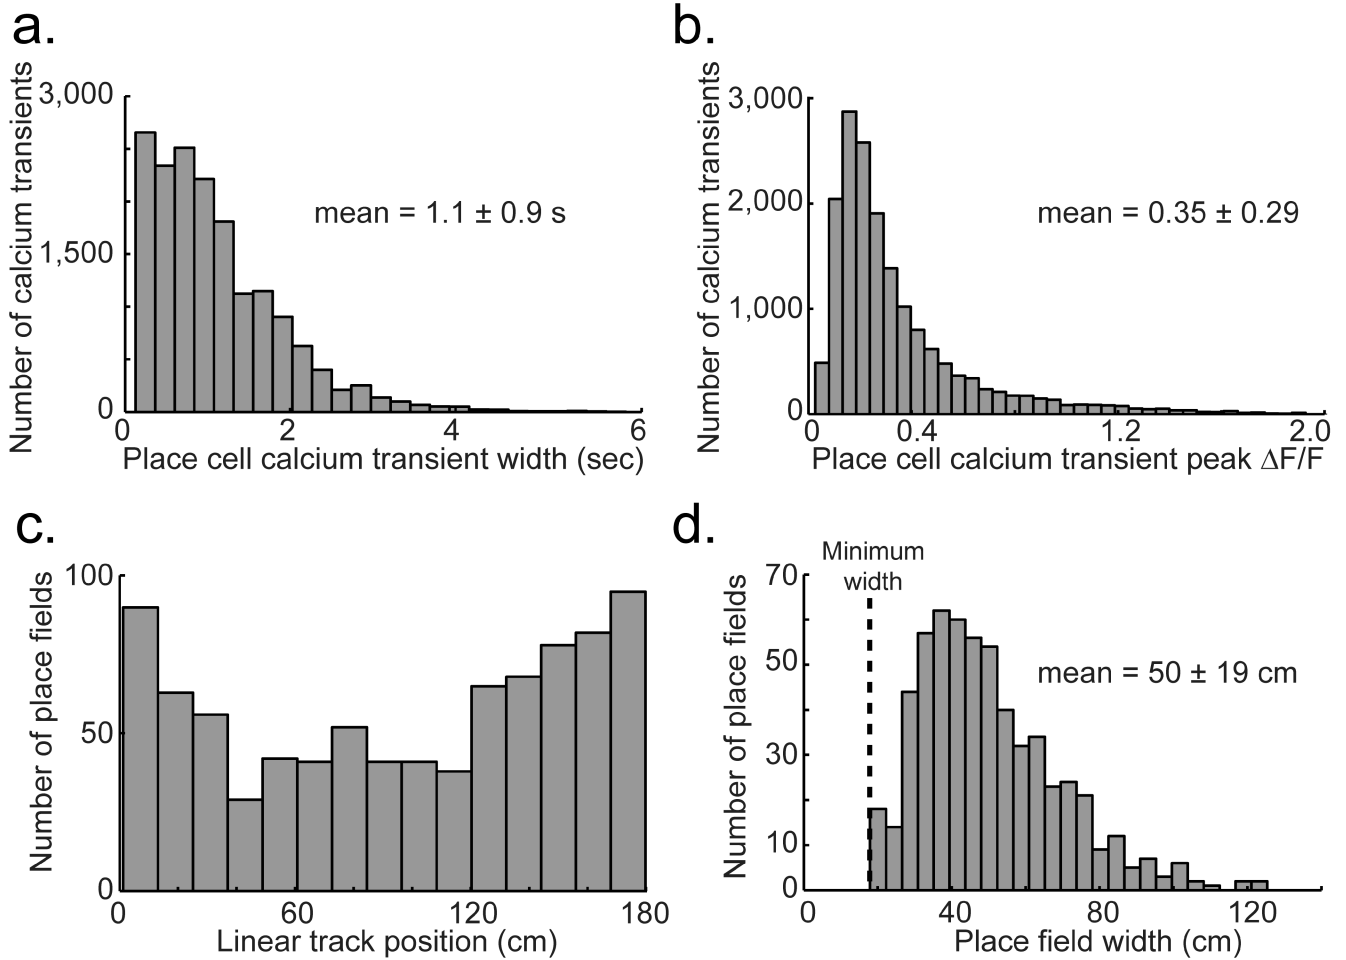 a.
Number of calcium transients
3,000
1,500
0
mean = 1.1 ± 0.9 s
0 2 4 6
Place cell calcium transient width (sec)
b.
Number of calcium transients
3,000
2,000
1,000
0
mean = 0.35 ± 0.29
0 0.4 1.2 2.0
Place cell calcium transient peak ΔF/F
c.
Number of place fields
100
50
0
0 60 120 180
Linear track position (cm)
d.
Number of place fields
Minimum
width
70
50
30
10
0
mean = 50 ± 19 cm
0 40 80 120
Place field width (cm)